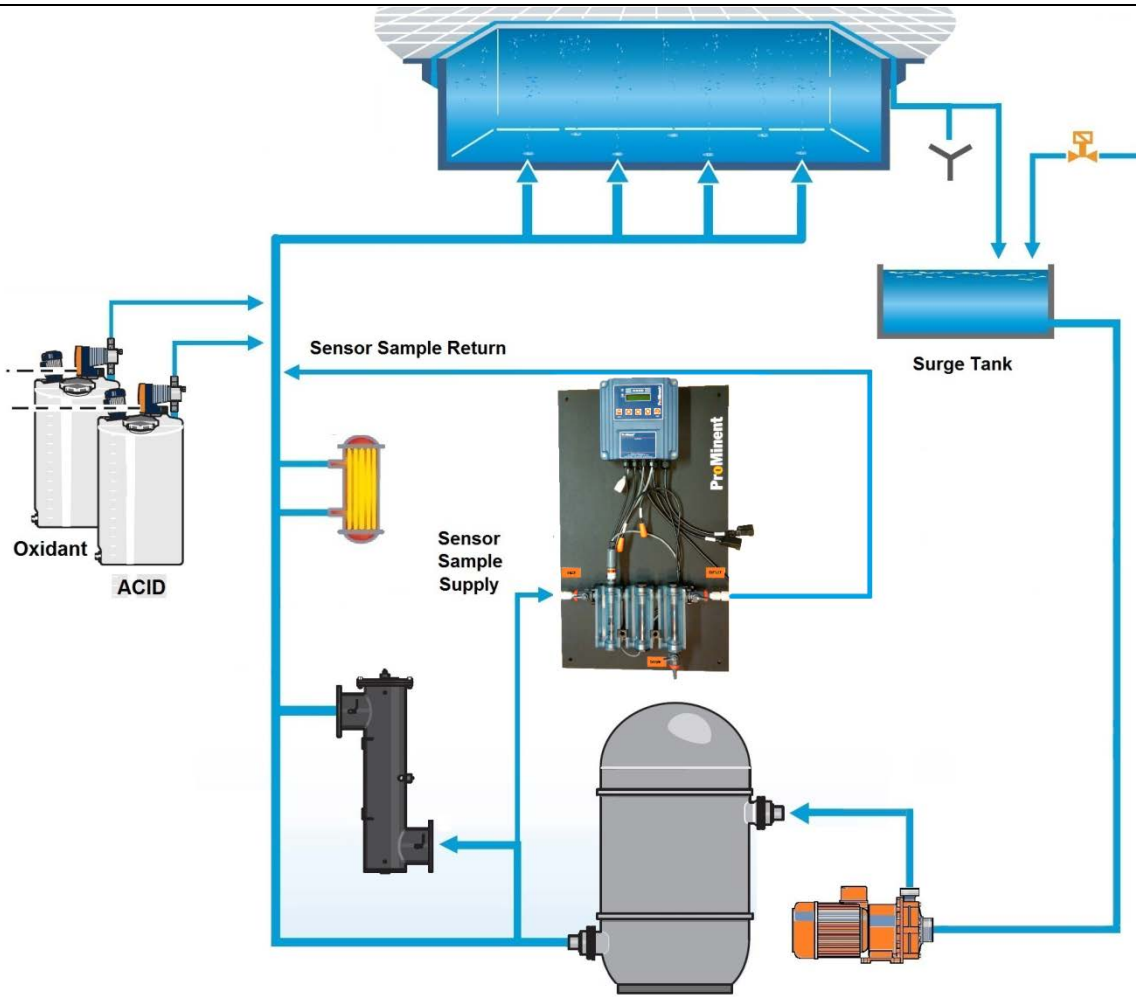 Sensor Sample Return
Surge Tank
ProMinent
Sensor
Sample
Supply
Oxidant
ACID